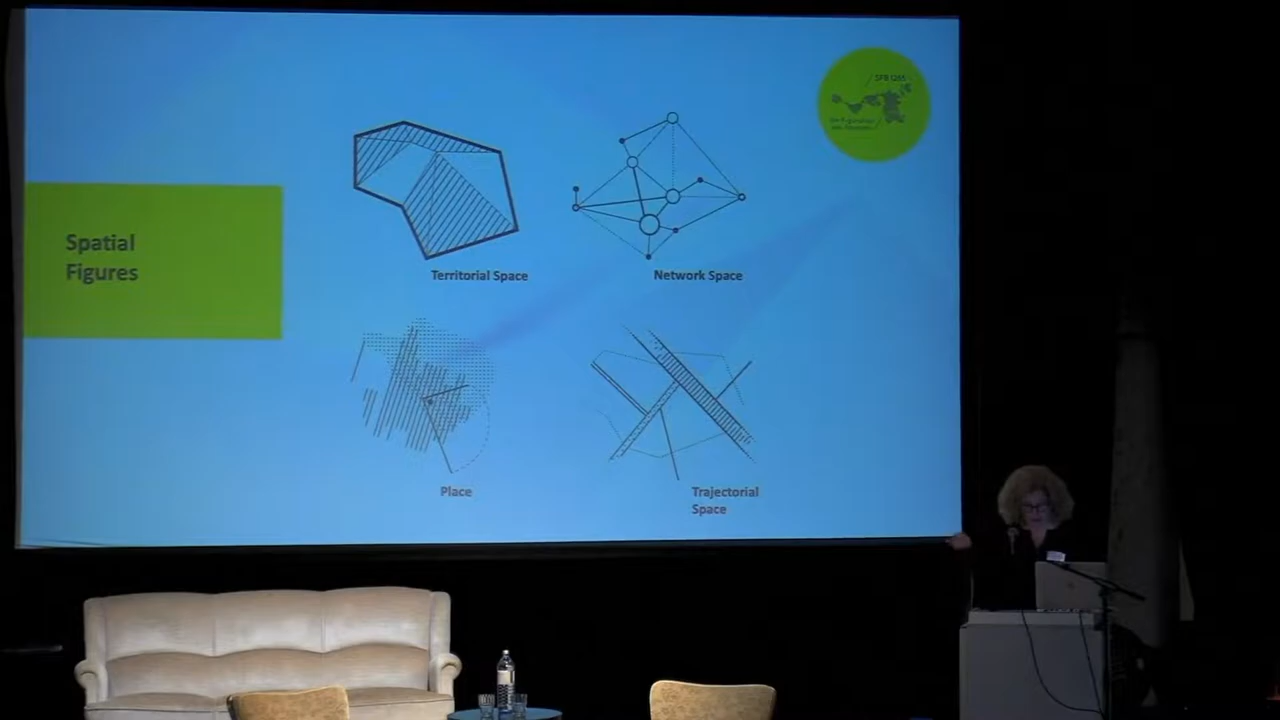 SFB 1265
Spatial
Figures
Territorial Space
Network Space
Place
Trajectorial
Space